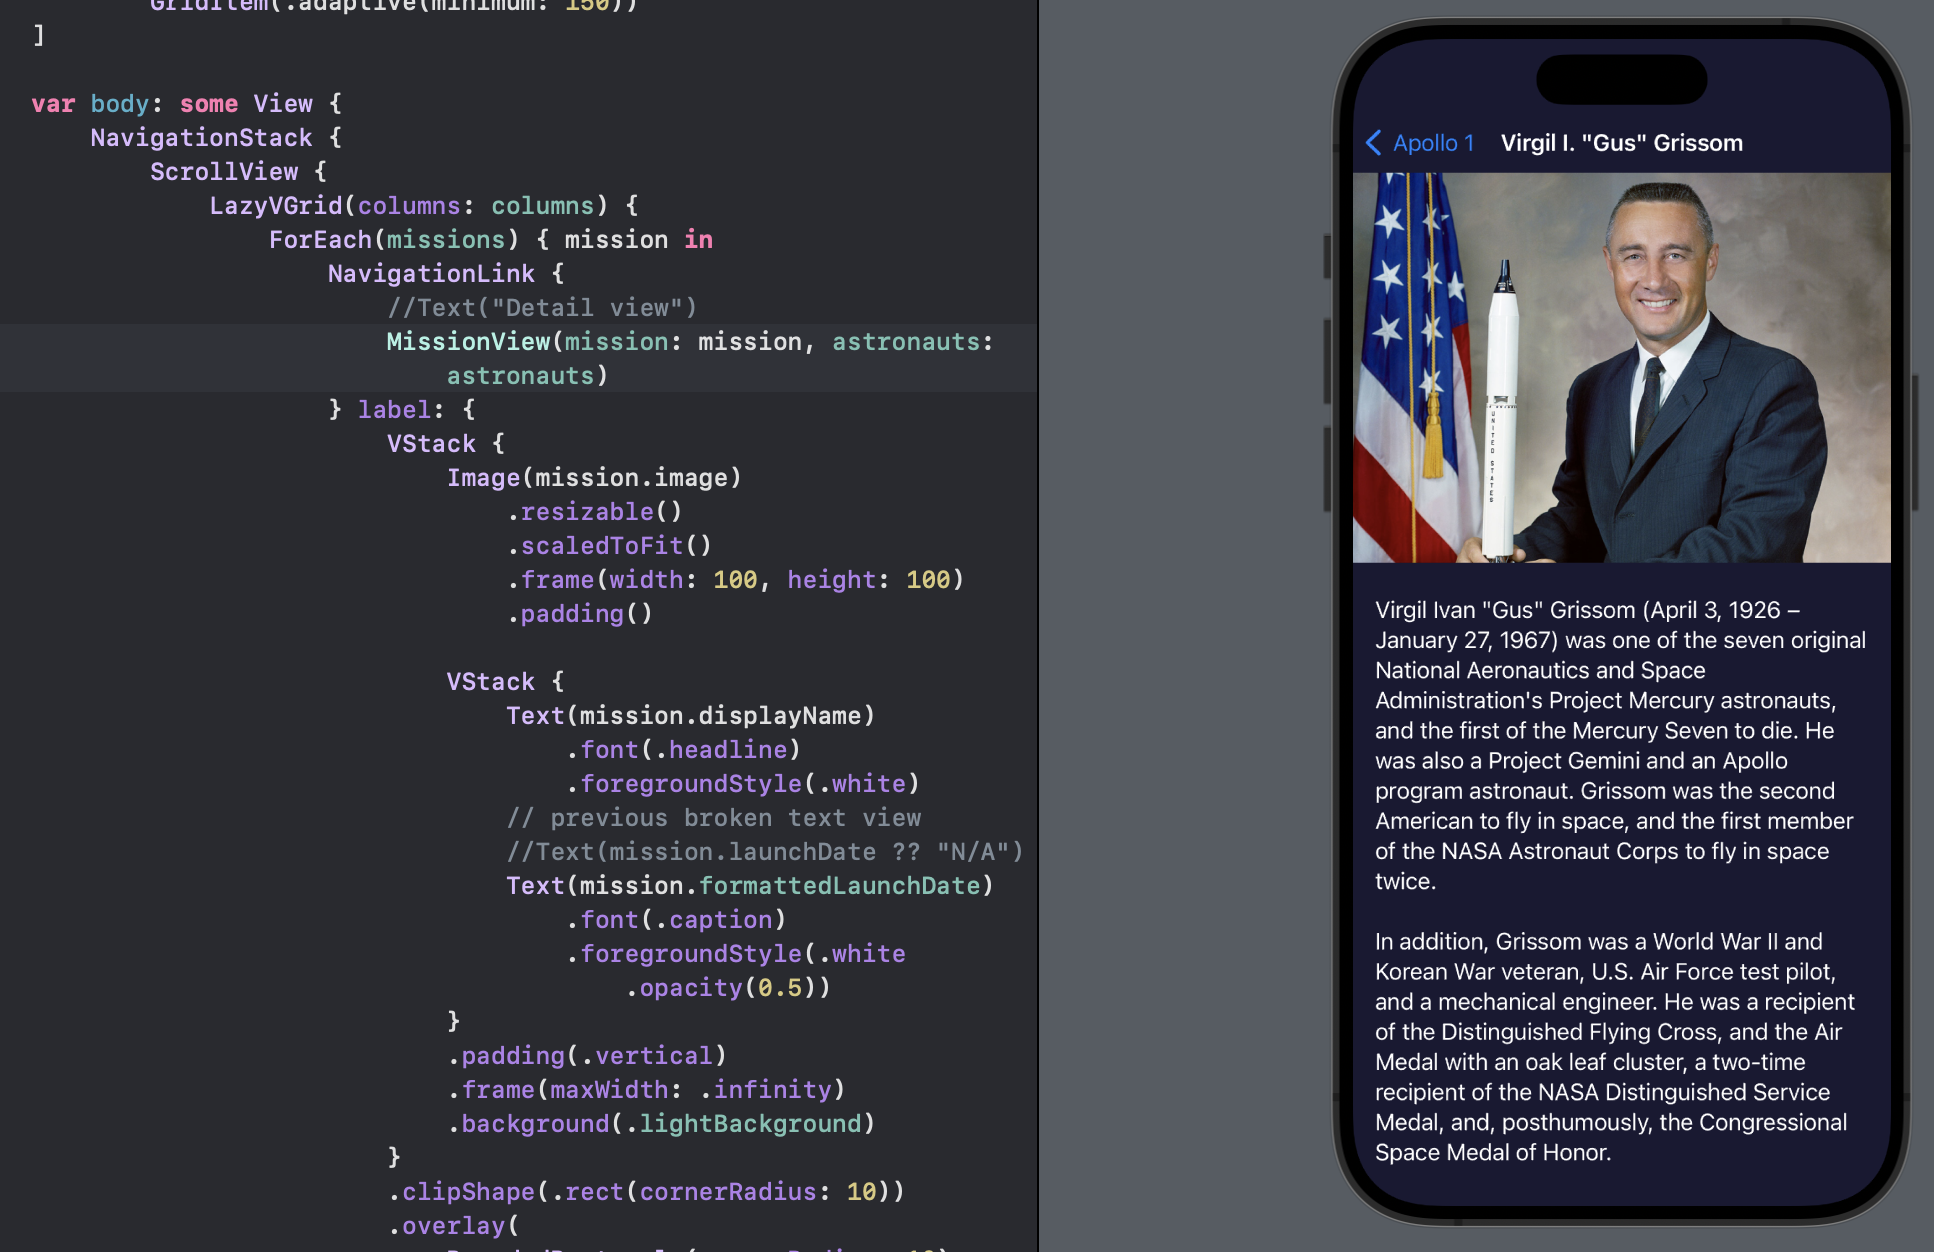 GridItem(.adaptive(minimum: 150))
]
var body: some View {
NavigationStack {
ScrollView {
LazyVGrid(columns: columns) {
ForEach(missions) { mission in
NavigationLink {
//Text("Detail view")
MissionView(mission: mission, astronauts:
astronauts)
} label: {
VStack {
Image(mission.image)
.resizable()
.scaledToFit()
.frame(width: 100, height: 100)
.padding()
VStack {
Text(mission.displayName)
.font(.headline)
.foregroundStyle(.white)
// previous broken text view
//Text(mission.launchDate ?? "N/A")
Text(mission.formattedLaunchDate)
.font(.caption)
.foregroundStyle(.white
.opacity(0.5))
}
.padding(.vertical)
.frame(maxWidth: .infinity)
.background(.lightBackground)
}
.clipShape(.rect(cornerRadius: 10))
.overlay(
Apollo 1
Virgil I. "Gus" Grissom
UNITED STATES
Virgil Ivan "Gus" Grissom (April 3, 1926 –
January 27, 1967) was one of the seven original
National Aeronautics and Space
Administration's Project Mercury astronauts,
and the first of the Mercury Seven to die. He
was also a Project Gemini and an Apollo
program astronaut. Grissom was the second
American to fly in space, and the first member
of the NASA Astronaut Corps to fly in space
twice.
In addition, Grissom was a World War II and
Korean War veteran, U.S. Air Force test pilot,
and a mechanical engineer. He was a recipient
of the Distinguished Flying Cross, and the Air
Medal with an oak leaf cluster, a two-time
recipient of the NASA Distinguished Service
Medal, and, posthumously, the Congressional
Space Medal of Honor.